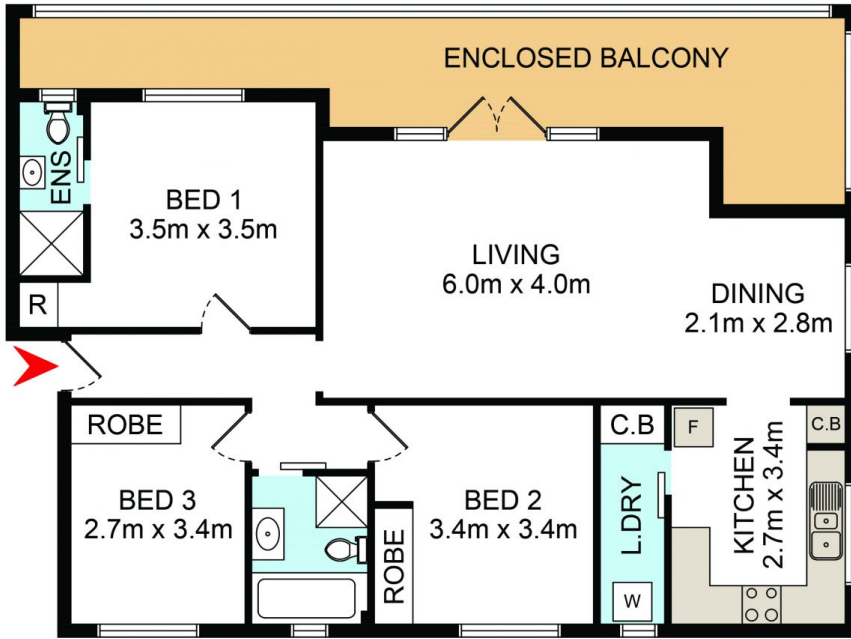 ENCLOSED BALCONY
ENS
BED 1
3.5m x 3.5m
R
LIVING
6.0m x 4.0m
DINING
2.1m x 2.8m
ROBE
BED 3
2.7m x 3.4m
BED 2
3.4m x 3.4m
ROBE
C.B
L.DRY
W
F
C.B
KITCHEN
2.7m x 3.4m